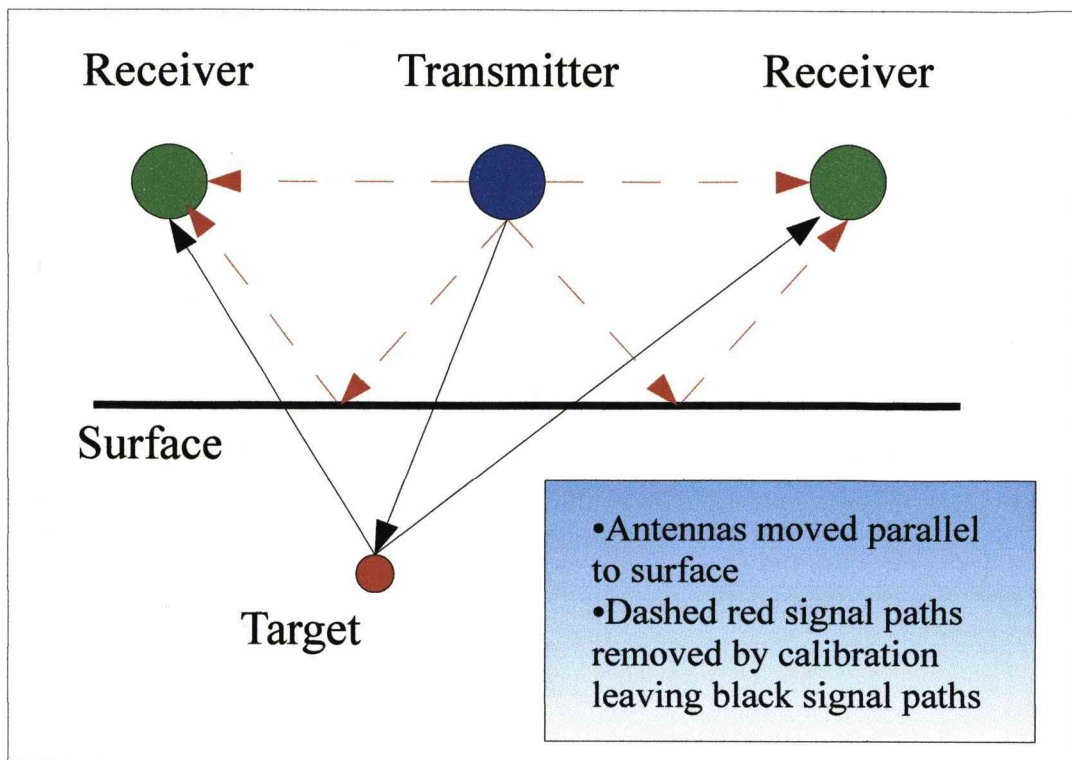 Receiver Transmitter Receiver
Surface
Target
•Antennas moved parallel
to surface
•Dashed red signal paths
removed by calibration
leaving black signal paths